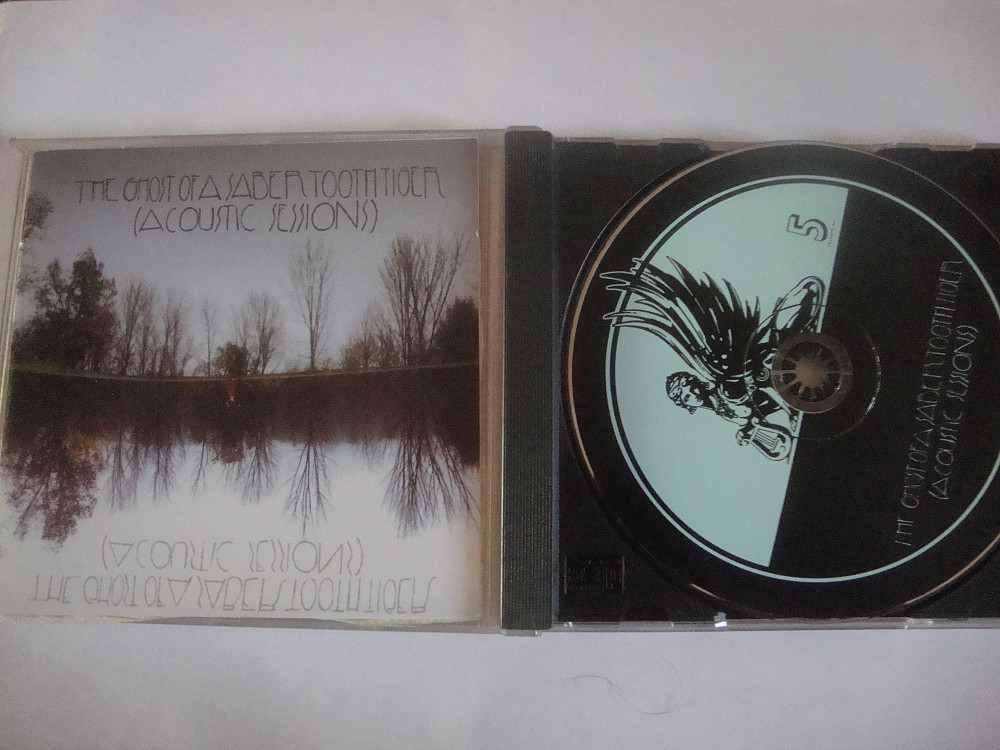 THE GHOST OF A SABER TOOTH TIGER
(ACOUSTIC SESSIONS)
(ACOUSTIC SESSIONS)
THE GHOST OF A SABER TOOTH TIGER
5
THE GHOST OF A SABER TOOTH TIGER
(ACOUSTIC SESSIONS)